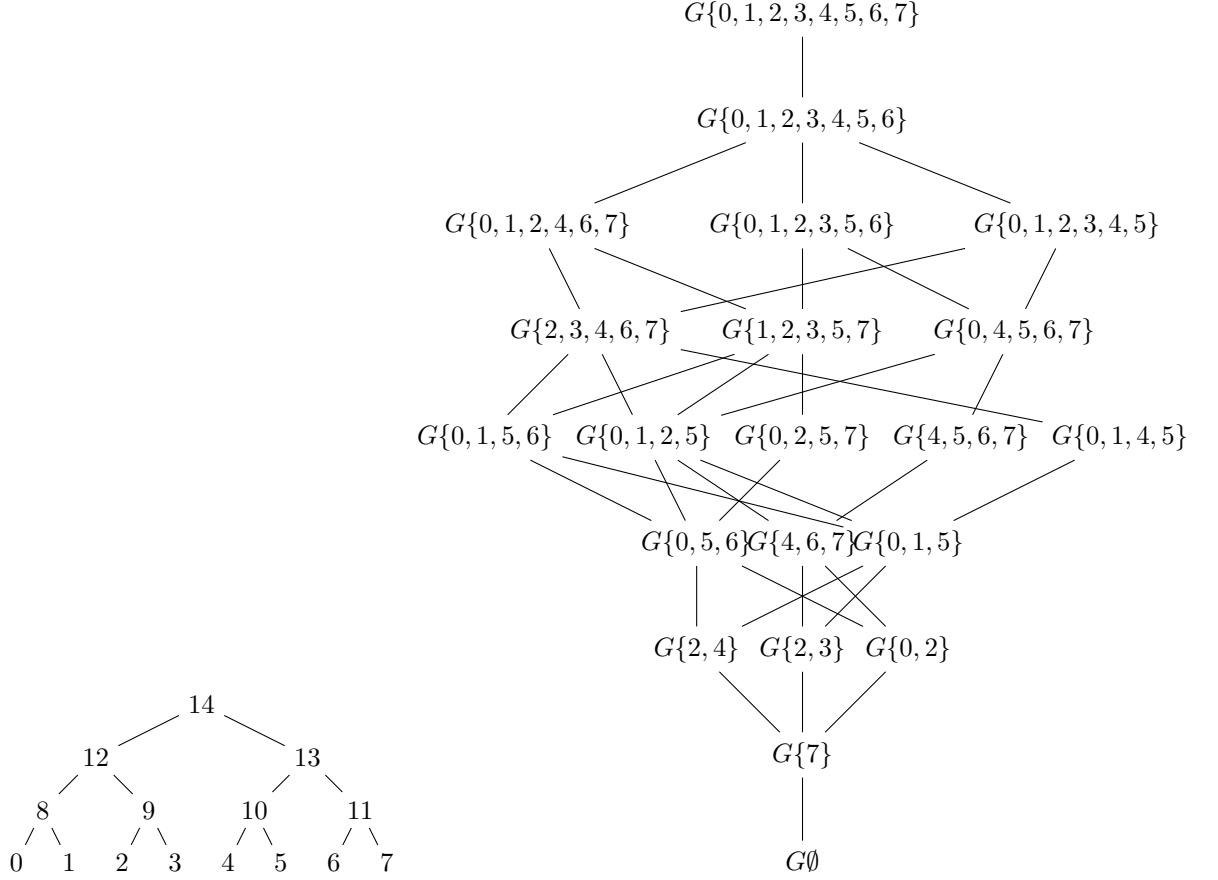 G{0, 1, 2, 3, 4, 5, 6, 7}
G{0, 1, 2, 3, 4, 5, 6}
G{0, 1, 2, 4, 6, 7} G{0, 1, 2, 3, 5, 6} G{0, 1, 2, 3, 4, 5}
G{2, 3, 4, 6, 7} G{1, 2, 3, 5, 7} G{0, 4, 5, 6, 7}
G{0, 1, 5, 6} G{0, 1, 2, 5} G{0, 2, 5, 7} G{4, 5, 6, 7} G{0, 1, 4, 5}
G{0, 5, 6} G{4, 6, 7} G{0, 1, 5}
G{2, 4} G{2, 3} G{0, 2}
G{7}
G∅
14
12 13
8 9 10 11
0 1 2 3 4 5 6 7